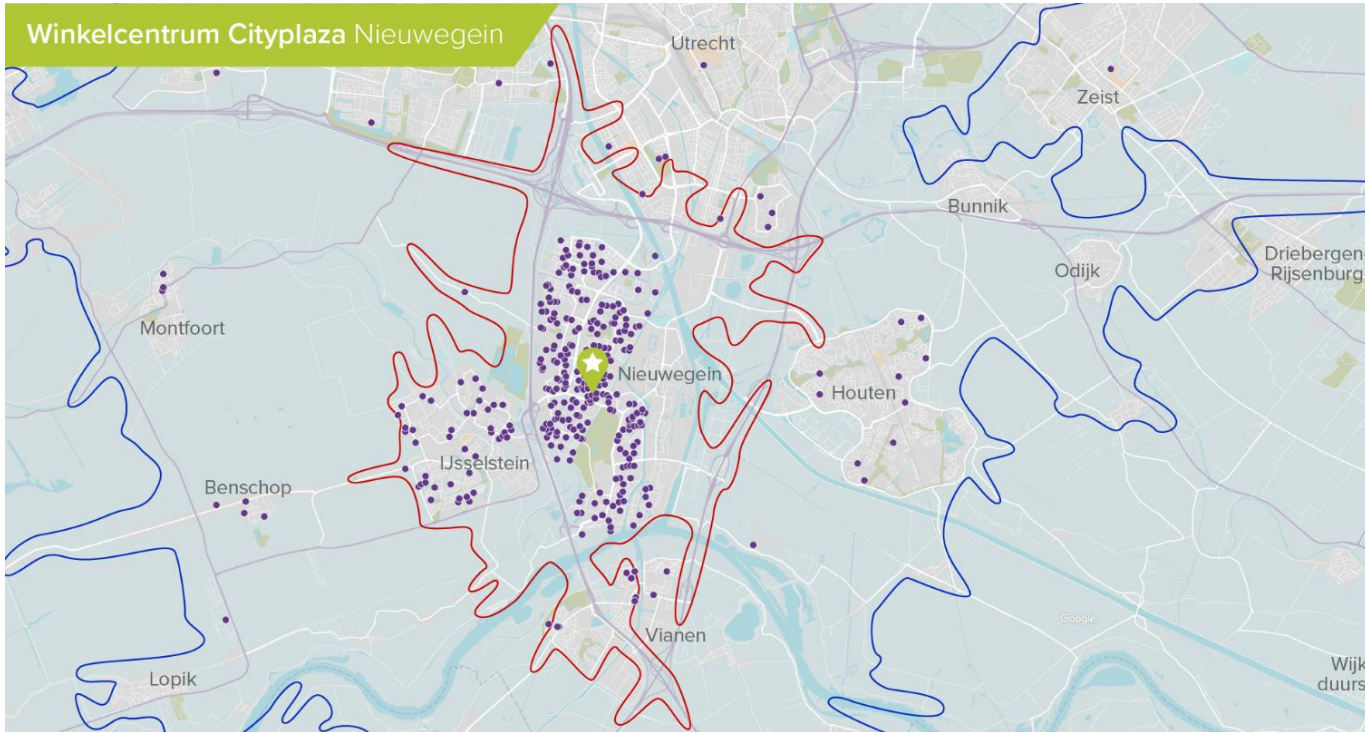 Winkelcentrum Cityplaza Nieuwegein
Utrecht
Zeist
Bunnik
Driebergen-
Rijsenburg
Odijk
Montfoort
Nieuwegein
Houten
IJsselstein
Benschop
Google
Vianen
Lopik
Wijk
duurs